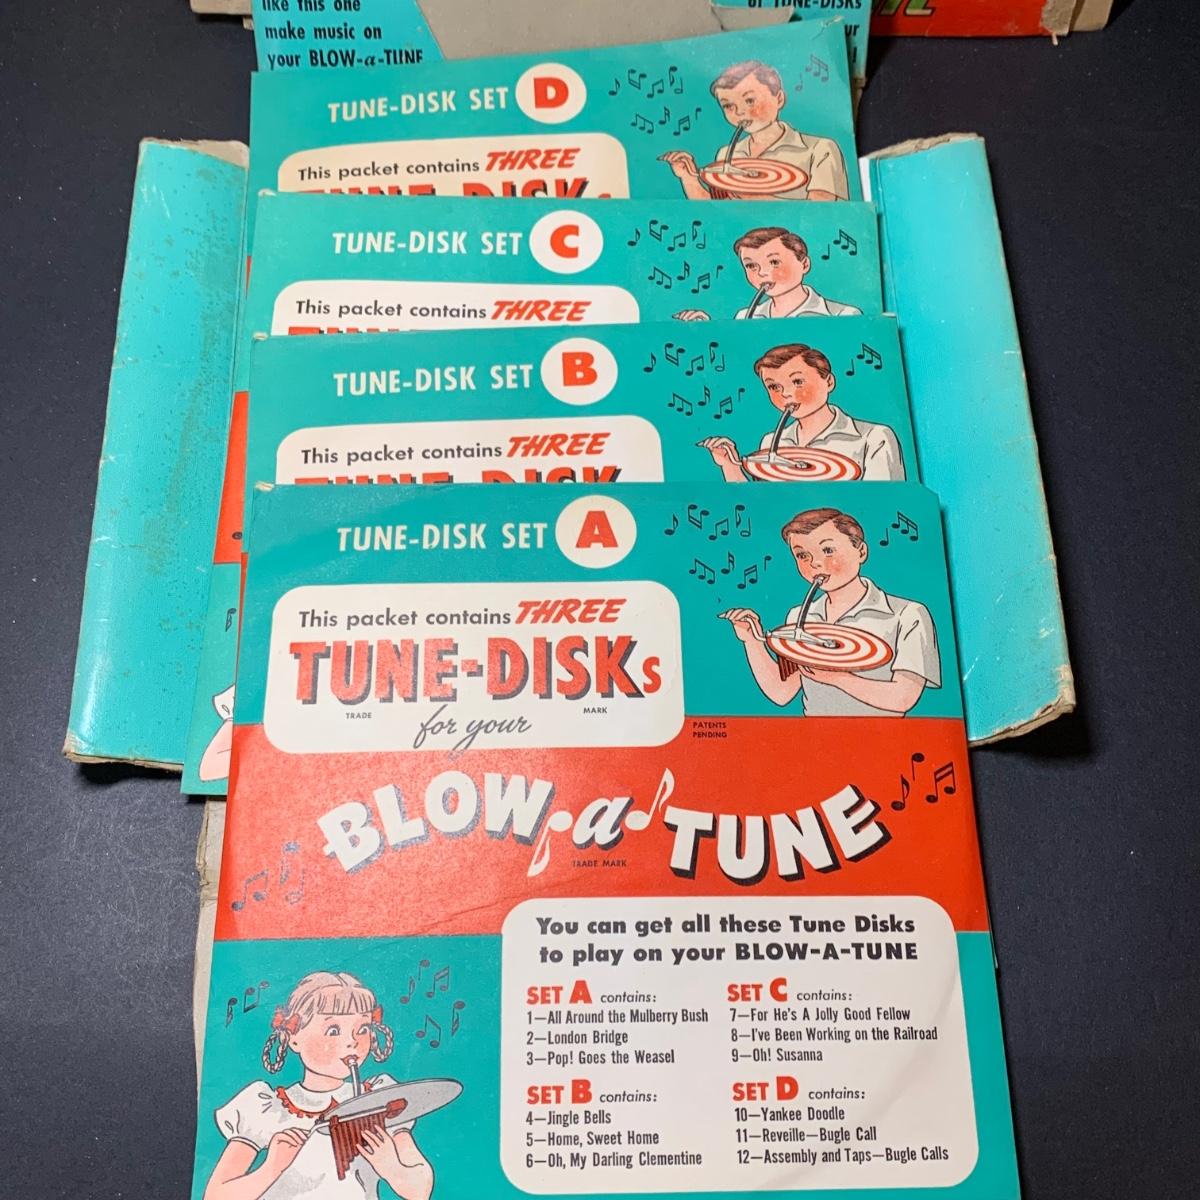 like this one
make music on
your BLOW-a-TUNE
of TUNE-DISKs
TUNE-DISK SET D
This packet contains THREE
TUNE-DISKs
TUNE-DISK SET C
This packet contains THREE
TUNE-DISK SET B
This packet contains THREE
TUNE-DISK
TUNE-DISK SET A
This packet contains THREE
TUNE-DISKs
TRADE MARK
for your
PATENTS
PENDING
BLOW-a-TUNE
TRADE MARK
You can get all these Tune Disks
to play on your BLOW-A-TUNE
SET A contains:
1—All Around the Mulberry Bush
2—London Bridge
3—Pop! Goes the Weasel
SET B contains:
4—Jingle Bells
5—Home, Sweet Home
6—Oh, My Darling Clementine
SET C contains:
7—For He's A Jolly Good Fellow
8—I've Been Working on the Railroad
9—Oh! Susanna
SET D contains:
10—Yankee Doodle
11—Reveille—Bugle Call
12—Assembly and Taps—Bugle Calls